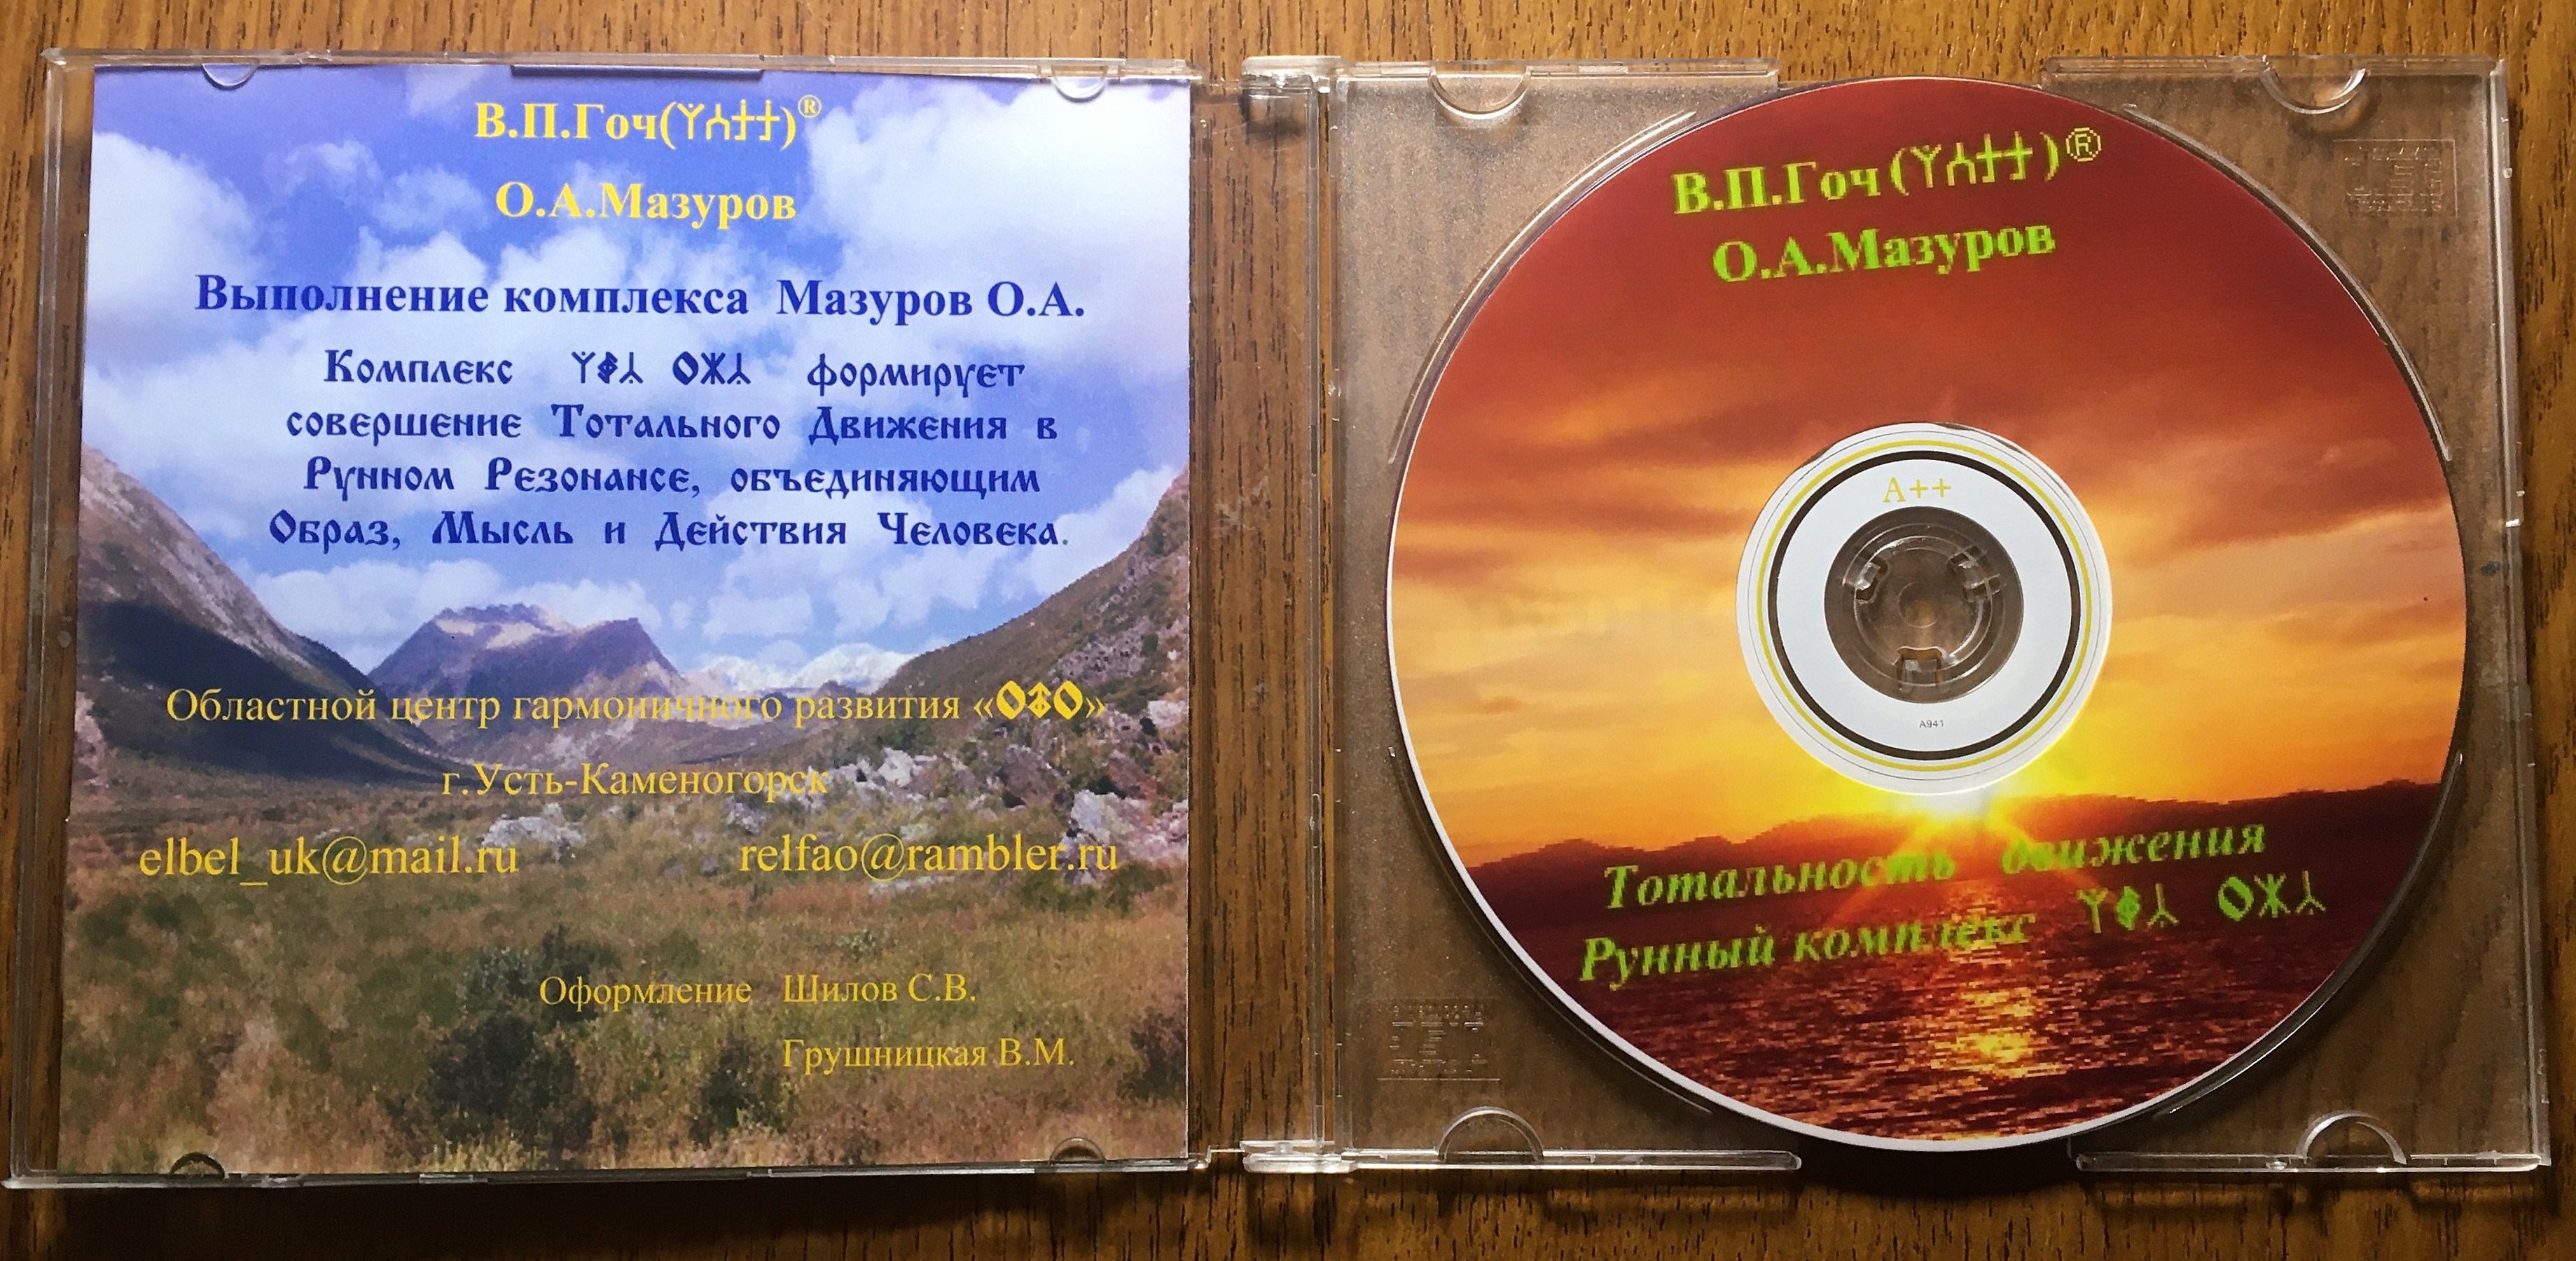 В.П.Гоч( )®
О.А.Мазуров
Выполнение комплекса Мазуров О.А.
Комплекс формирует
совершение Тотального Движения в
Рунном Резонансе, объединяющим
Образ, Мысль и Действия Человека.
Областной центр гармоничного развития « »
г.Усть-Каменогорск
elbel_uk@mail.ru relfao@rambler.ru
Оформление Шилов С.В.
Грушницкая В.М.
В.П.Гоч ( )®
О.А.Мазуров
A++
A941
Тотальность движения
Рунный комплекс